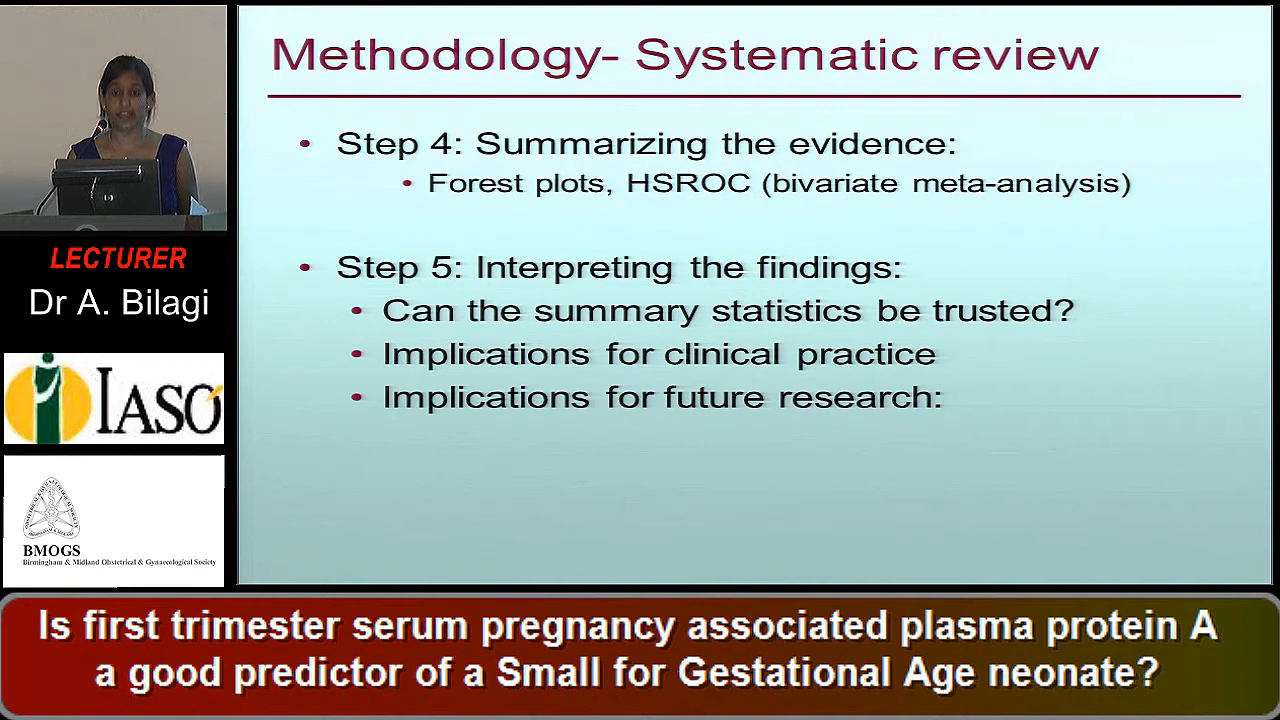 Methodology- Systematic review
• Step 4: Summarizing the evidence:
• Forest plots, HSROC (bivariate meta-analysis)
• Step 5: Interpreting the findings:
• Can the summary statistics be trusted?
• Implications for clinical practice
• Implications for future research:
LECTURER
Dr A. Bilagi
IASO
BMOGS
Birmingham & Midland Obstetrical & Gynaecological Society
Is first trimester serum pregnancy associated plasma protein A
a good predictor of a Small for Gestational Age neonate?